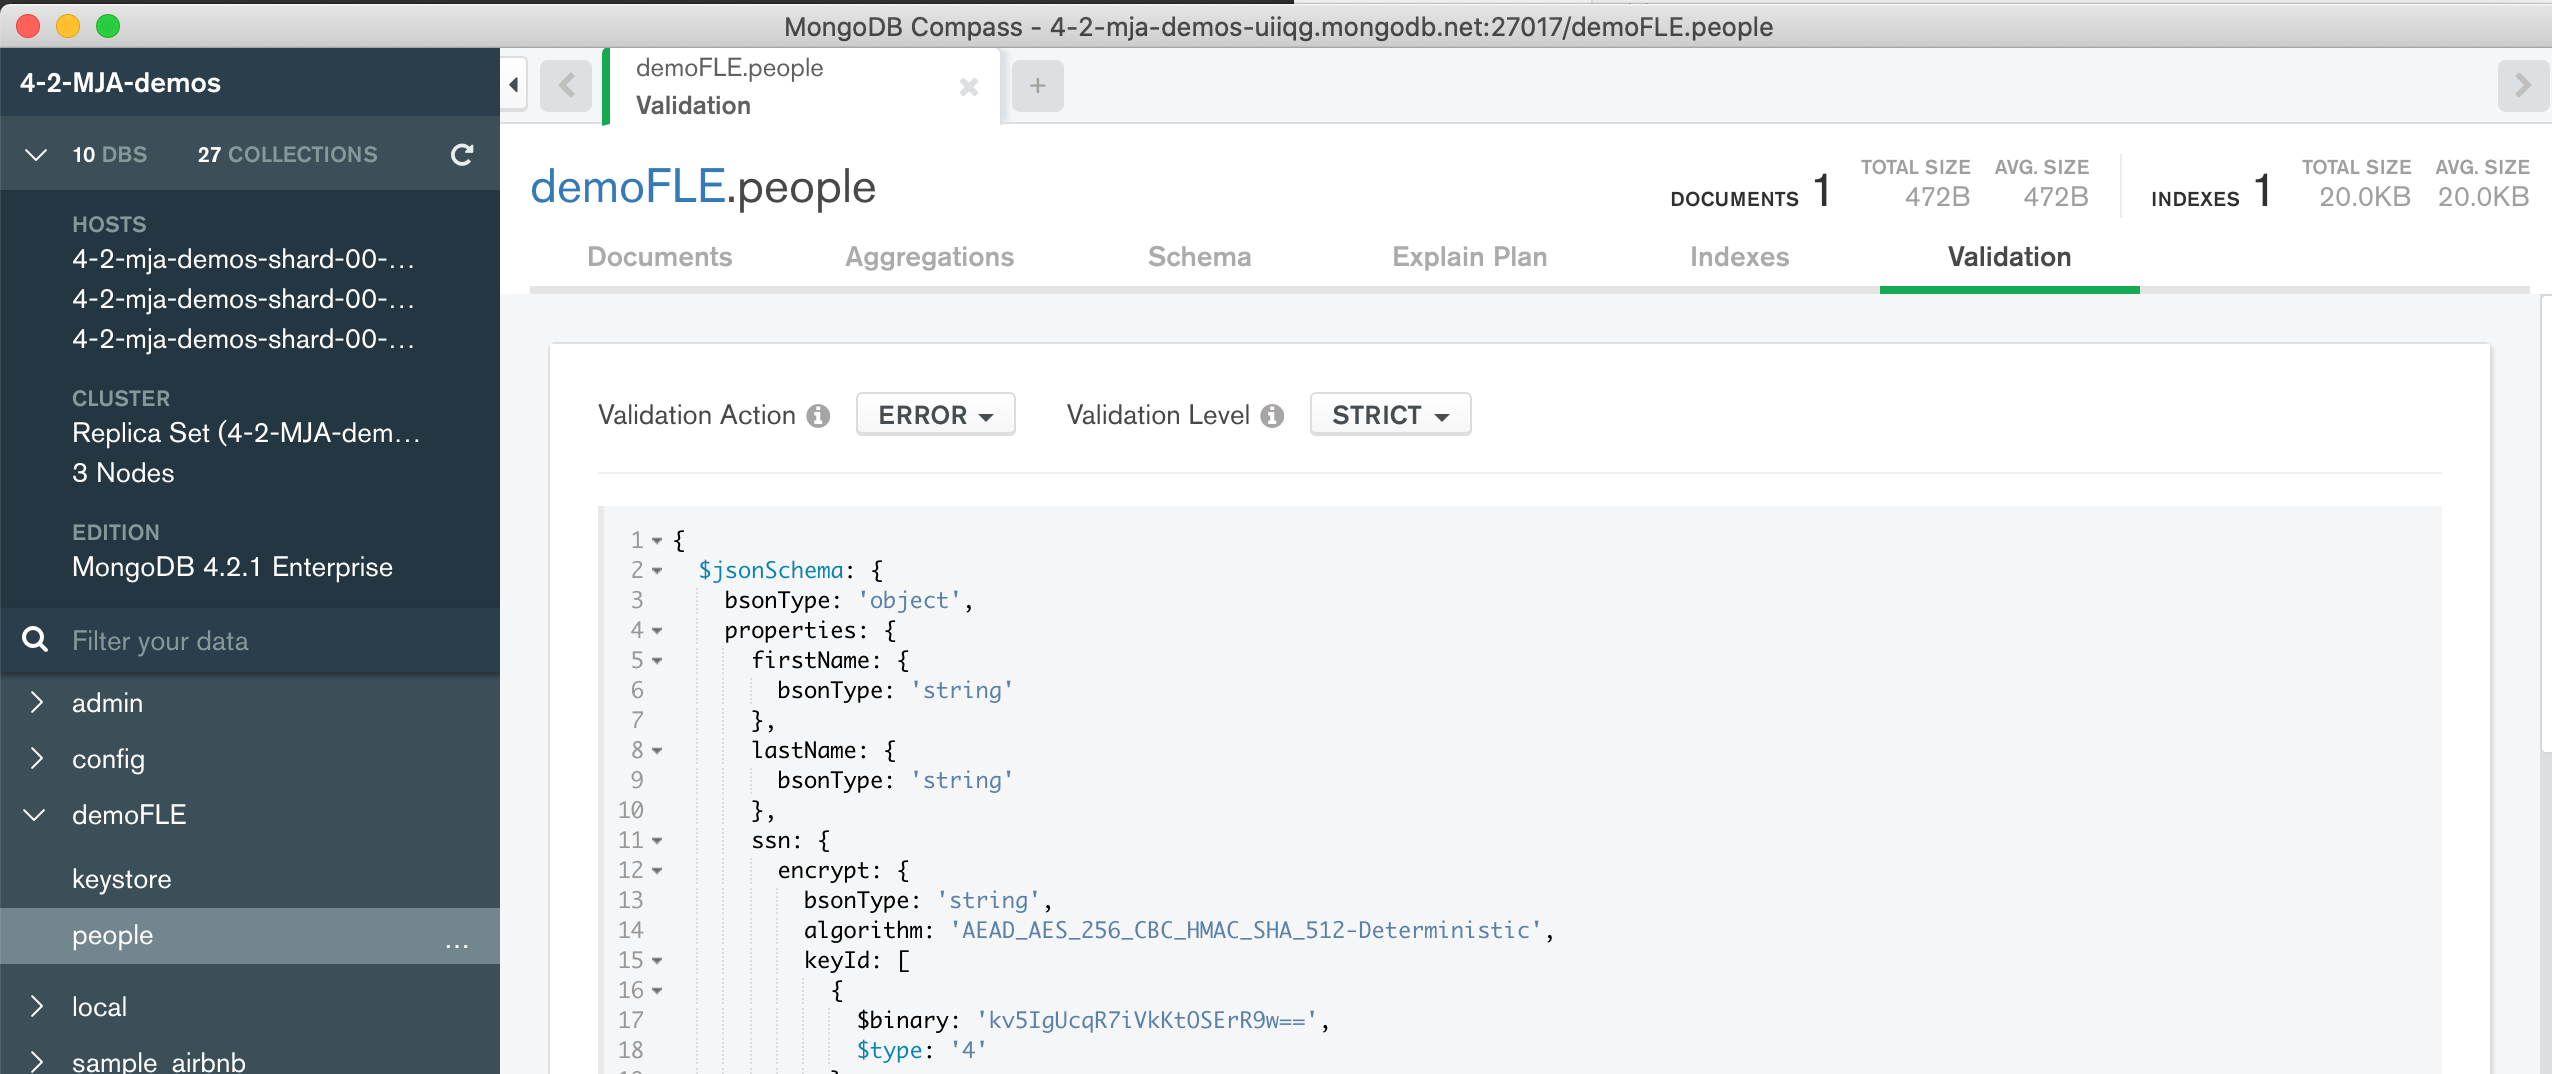 MongoDB Compass - 4-2-mja-demos-uiiqg.mongodb.net:27017/demoFLE.people
4-2-MJA-demos
10 DBS 27 COLLECTIONS
HOSTS
4-2-mja-demos-shard-00-...
4-2-mja-demos-shard-00-...
4-2-mja-demos-shard-00-...
CLUSTER
Replica Set (4-2-MJA-dem...
3 Nodes
EDITION
MongoDB 4.2.1 Enterprise
Filter your data
admin
config
demoFLE
keystore
people ...
local
sample_airbnb
demoFLE.people
Validation
demoFLE.people
DOCUMENTS 1 TOTAL SIZE 472B AVG. SIZE 472B INDEXES 1 TOTAL SIZE 20.0KB AVG. SIZE 20.0KB
Documents Aggregations Schema Explain Plan Indexes Validation
Validation Action ERROR Validation Level STRICT
1 {
2 $jsonSchema: {
3 bsonType: 'object',
4 properties: {
5 firstName: {
6 bsonType: 'string'
7 },
8 lastName: {
9 bsonType: 'string'
10 },
11 ssn: {
12 encrypt: {
13 bsonType: 'string',
14 algorithm: 'AEAD_AES_256_CBC_HMAC_SHA_512-Deterministic',
15 keyId: [
16 {
17 $binary: 'kv5IgUcqR7iVkKtOSErR9w==',
18 $type: '4'